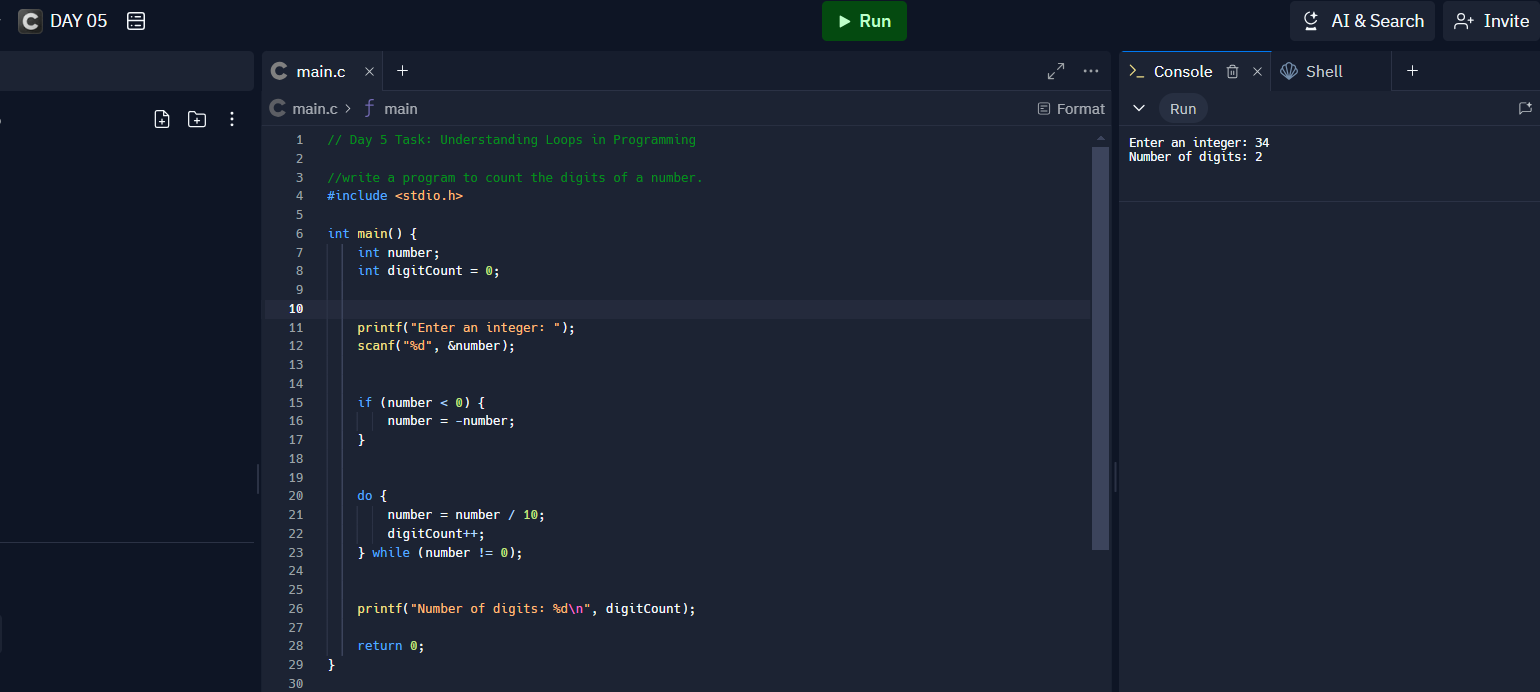 DAY 05
Run
AI & Search
Invite
main.c
Console
Shell
main.c > f main
Format
Run
1 // Day 5 Task: Understanding Loops in Programming
2
3 //write a program to count the digits of a number.
4 #include <stdio.h>
5
6 int main() {
7     int number;
8     int digitCount = 0;
9
10
11     printf("Enter an integer: ");
12     scanf("%d", &number);
13
14
15     if (number < 0) {
16         number = -number;
17     }
18
19
20     do {
21         number = number / 10;
22         digitCount++;
23     } while (number != 0);
24
25
26     printf("Number of digits: %d\n", digitCount);
27
28     return 0;
29 }
30
Enter an integer: 34
Number of digits: 2